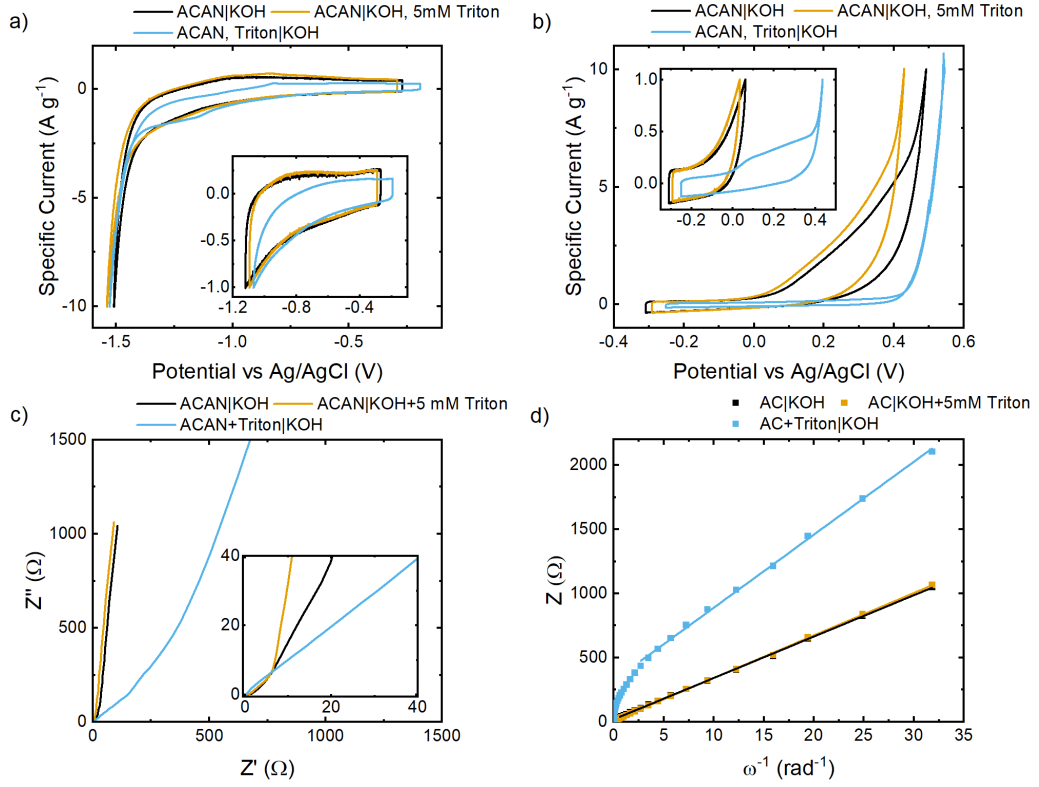 a)
ACAN|KOH
ACAN|KOH, 5mM Triton
ACAN, Triton|KOH
Specific Current (A g⁻¹)
0
-5
-10
-1.5
-1.0
-0.5
Potential vs Ag/AgCl (V)
0.0
-0.5
-1.0
-1.2
-0.8
-0.4
b)
ACAN|KOH
ACAN|KOH, 5mM Triton
ACAN, Triton|KOH
Specific Current (A g⁻¹)
10
5
0
-0.4
-0.2
0.0
0.2
0.4
0.6
Potential vs Ag/AgCl (V)
1.0
0.5
0.0
-0.2
0.0
0.2
0.4
c)
ACAN|KOH
ACAN|KOH+5 mM Triton
ACAN+Triton|KOH
Z'' (Ω)
1500
1000
500
0
0
500
1000
1500
Z' (Ω)
40
20
0
0
20
40
d)
AC|KOH
AC|KOH+5mM Triton
AC+Triton|KOH
Z (Ω)
2000
1500
1000
500
0
0
5
10
15
20
25
30
35
ω⁻¹ (rad⁻¹)